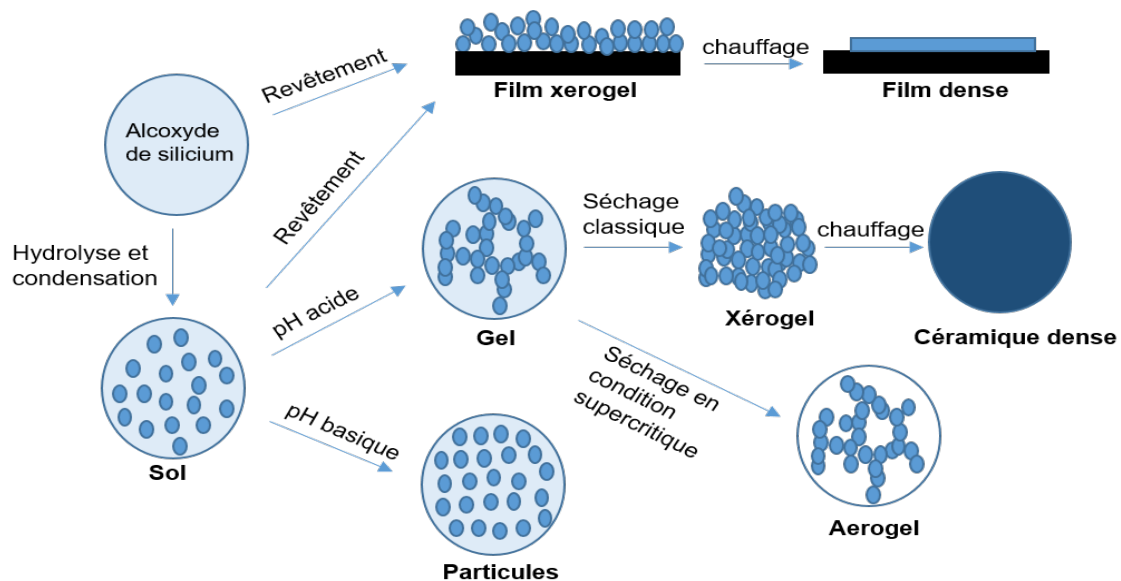 Alcoxyde
de silicium
Revêtement
Film xerogel
chauffage
Film dense
Hydrolyse et
condensation
Revêtement
Sol
pH acide
Gel
Séchage
classique
Xérogel
chauffage
Céramique dense
pH basique
Particules
Séchage en
condition
supercritique
Aerogel